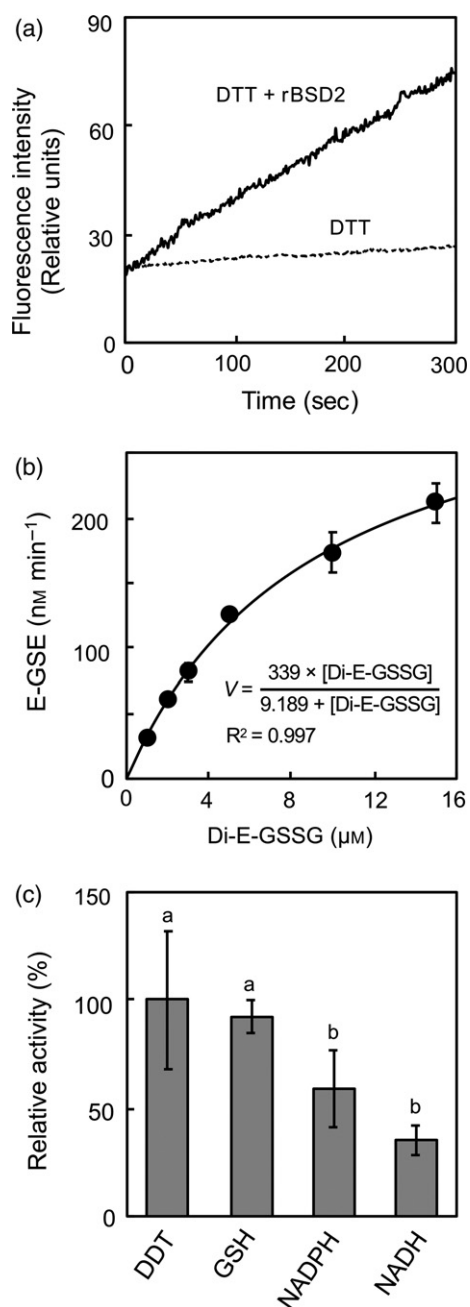 (a)
90
60
30
0
Fluorescence intensity
(Relative units)
DTT + rBSD2
DTT
0
100
200
300
Time (sec)
(b)
200
100
0
E-GSE (nM min⁻¹)
V = 339 × [Di-E-GSSG] / 9.189 + [Di-E-GSSG]
R² = 0.997
0
4
8
12
16
Di-E-GSSG (µM)
(c)
150
100
50
0
Relative activity (%)
a
a
b
b
DDT
GSH
NADPH
NADH